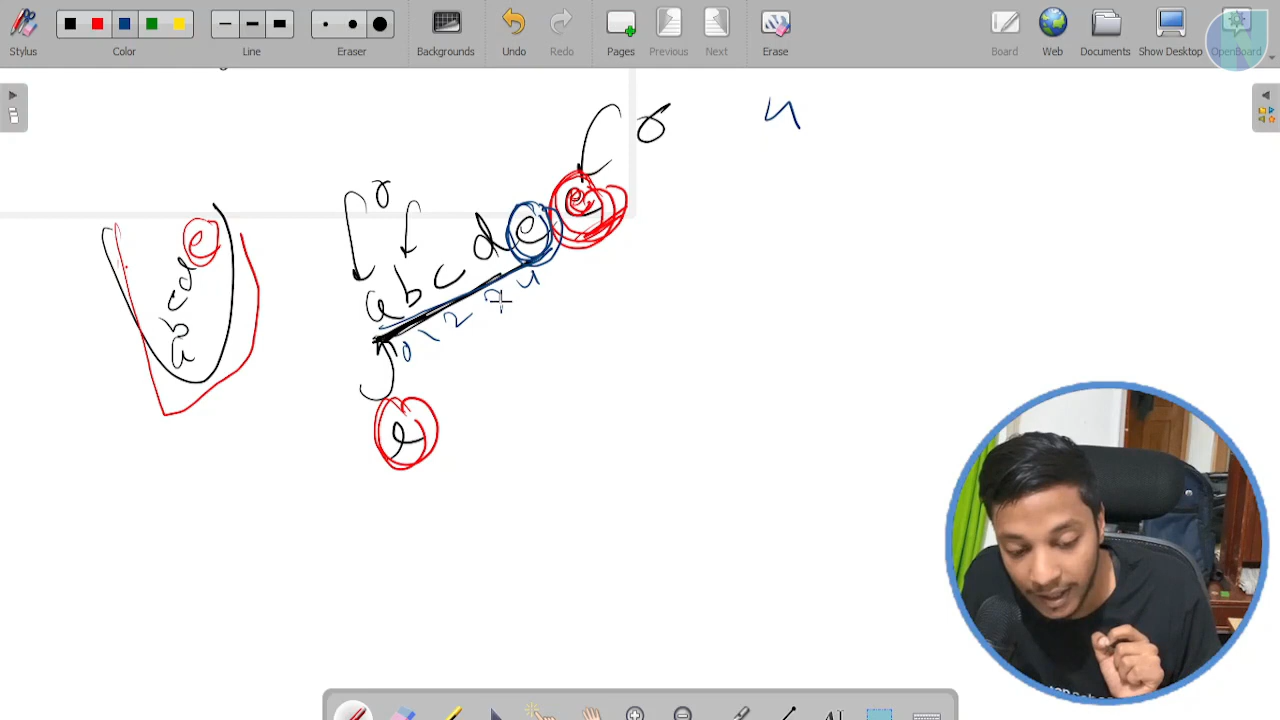 Stylus Color Line Eraser Backgrounds Undo Redo Pages Previous Next Erase Board Web Documents Show Desktop OpenBoard
a b c d e
a b c d e e
0 1 2 3 4
e
4